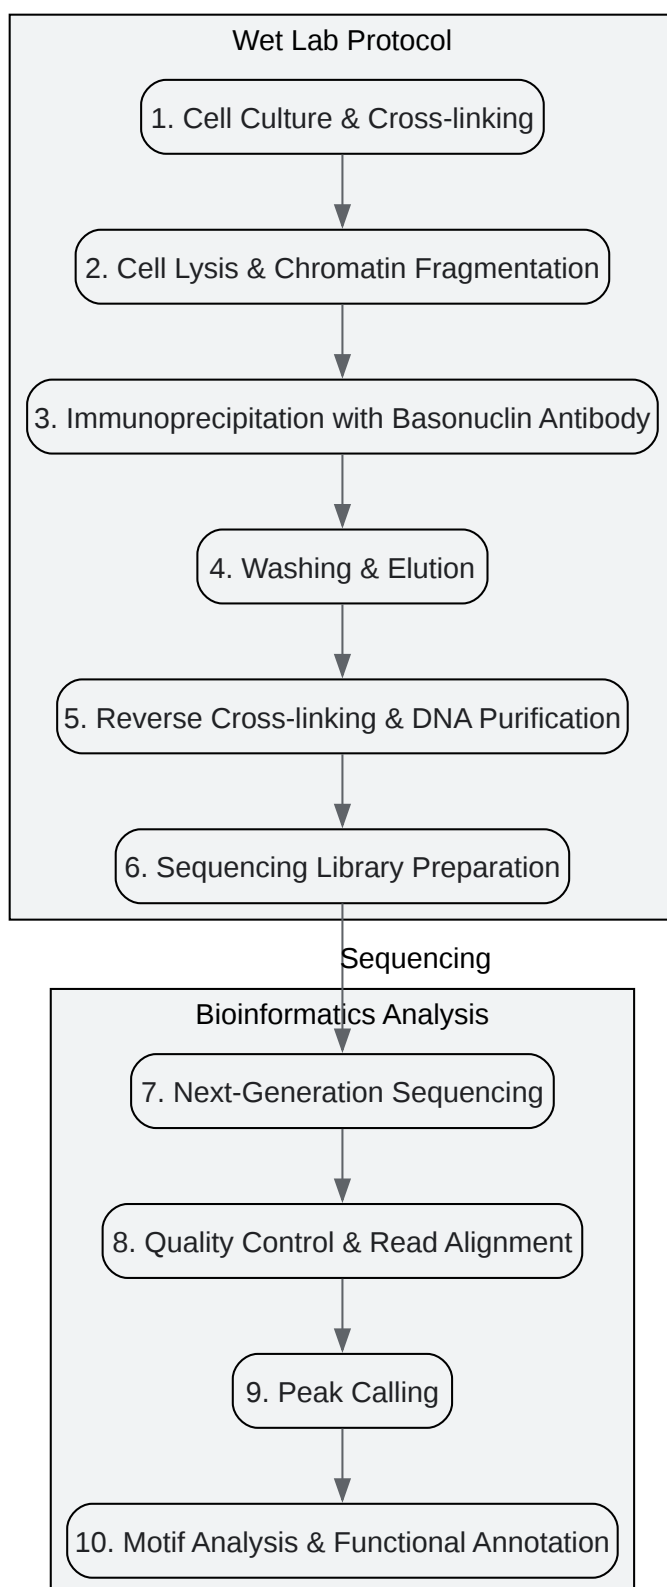 Wet Lab Protocol
1. Cell Culture & Cross-linking
2. Cell Lysis & Chromatin Fragmentation
3. Immunoprecipitation with Basonuclin Antibody
4. Washing & Elution
5. Reverse Cross-linking & DNA Purification
6. Sequencing Library Preparation
Sequencing
Bioinformatics Analysis
7. Next-Generation Sequencing
8. Quality Control & Read Alignment
9. Peak Calling
10. Motif Analysis & Functional Annotation